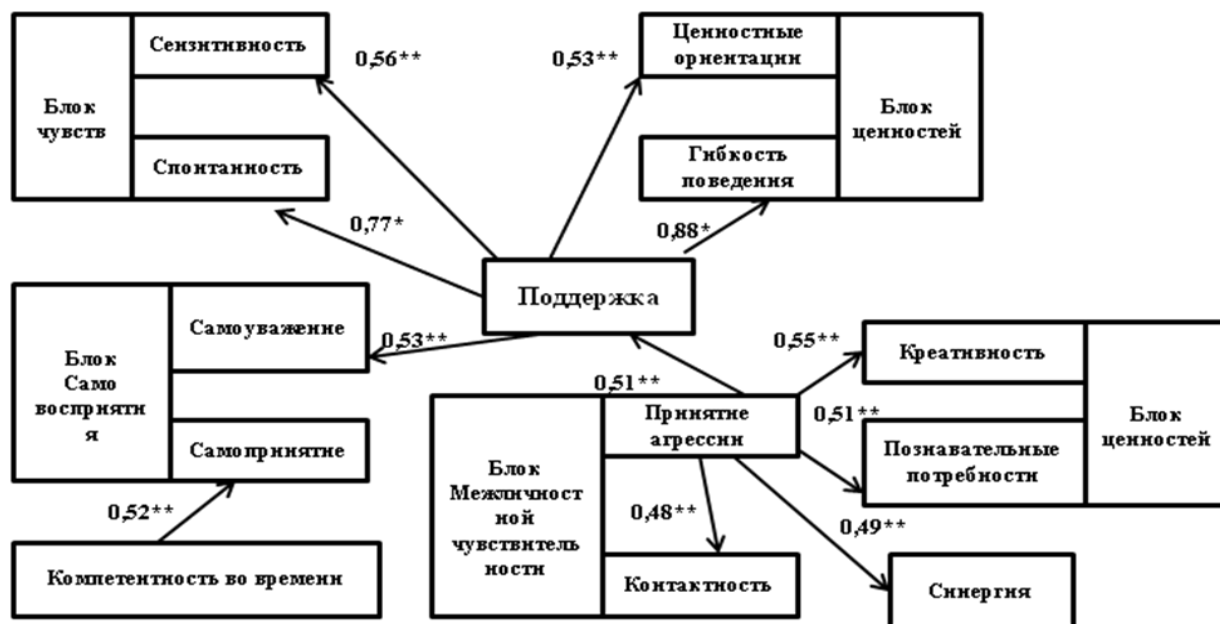 Сензитивность
0,56**
0,53**
Ценностные
ориентации
Блок
чувств
Блок
ценностей
Спонтанность
Гибкость
поведения
0,77*
0,88*
Поддержка
Самоуважение
0,53**
0,55**
Креативность
Блок
Само
восприяти
я
0,51**
Принятие
агрессии
0,51**
Блок
ценностей
Самопринятие
Познавательные
потребности
Блок
Межличност
ной
чувствитель
ности
0,52**
0,48**
0,49**
Компетентность во времени
Контактность
Синергия